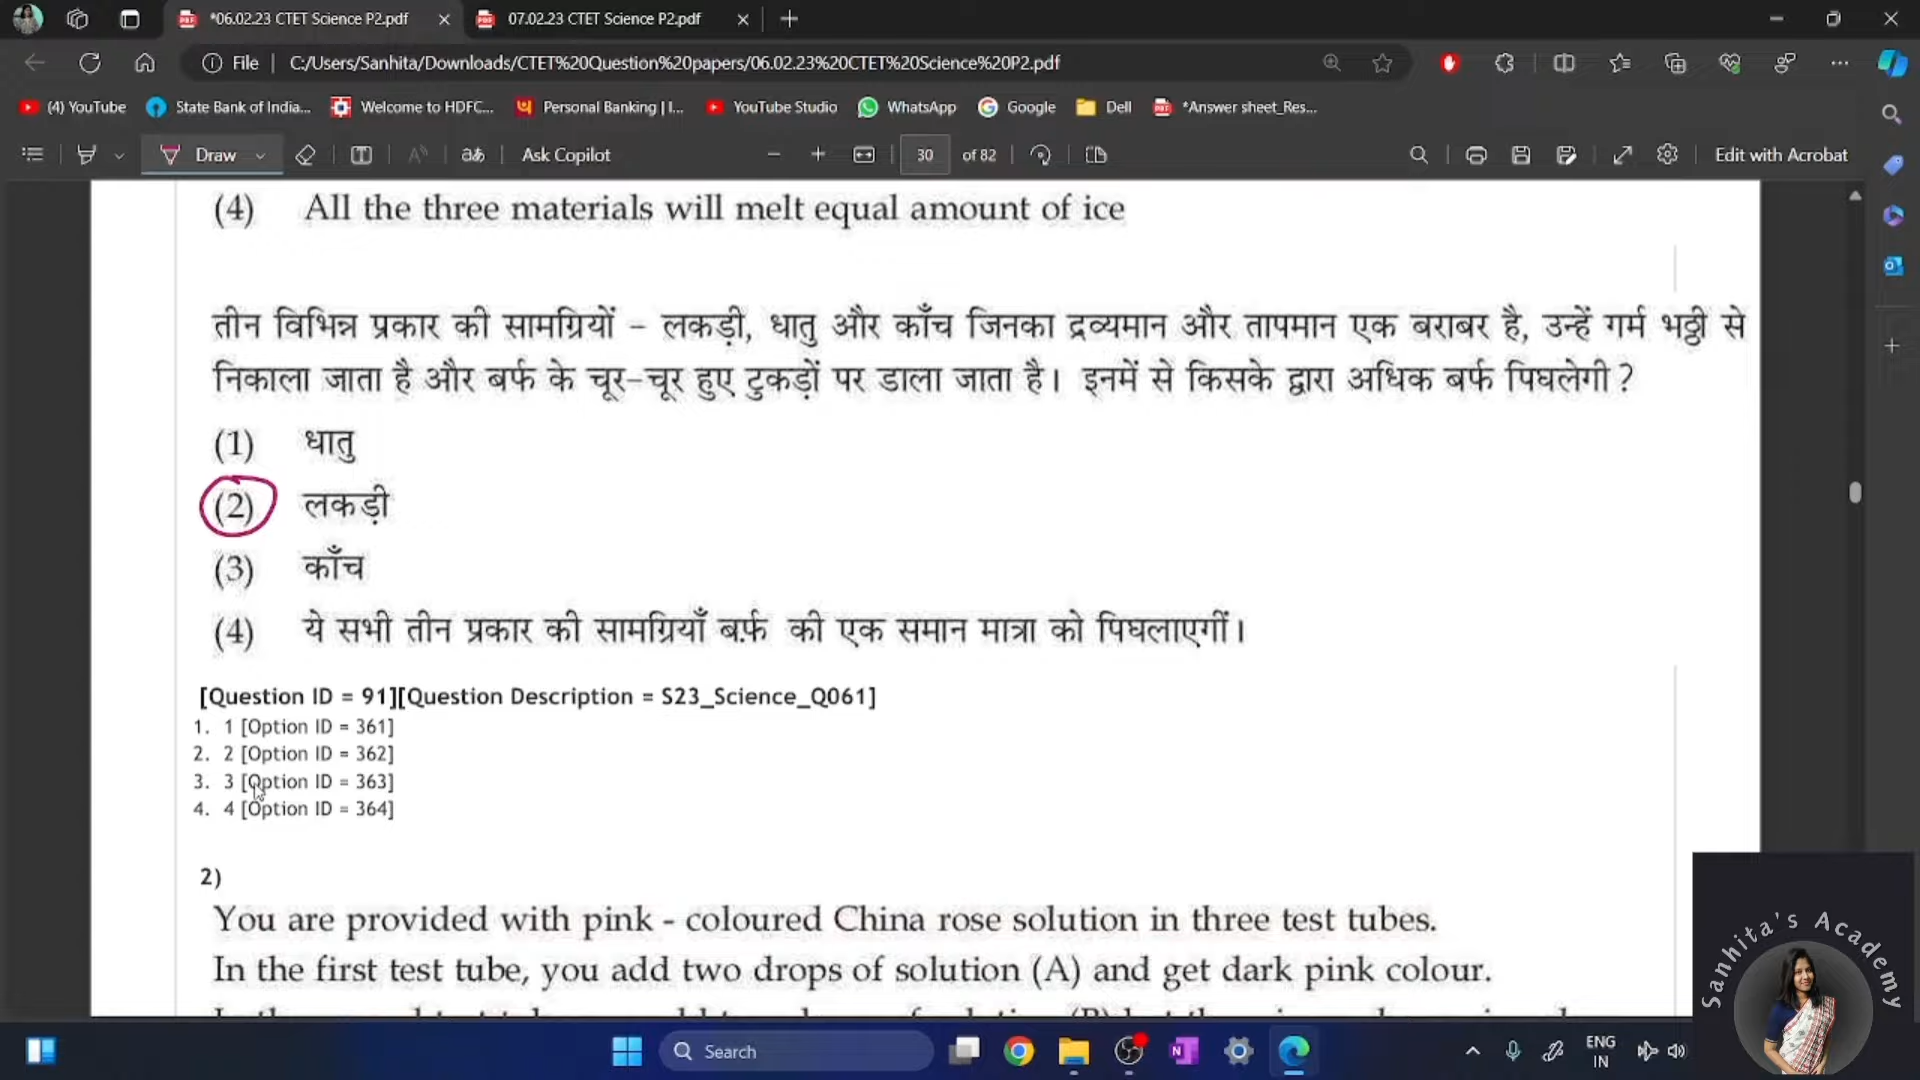 *06.02.23 CTET Science P2.pdf
07.02.23 CTET Science P2.pdf
File
C:/Users/Sanhita/Downloads/CTET%20Question%20papers/06.02.23%20CTET%20Science%20P2.pdf
(4) YouTube
State Bank of India...
Welcome to HDFC...
Personal Banking | I...
YouTube Studio
WhatsApp
Google
Dell
*Answer sheet_Res...
Draw
Ask Copilot
30
of 82
Edit with Acrobat
(4) All the three materials will melt equal amount of ice
तीन विभिन्न प्रकार की सामग्रियों - लकड़ी, धातु और काँच जिनका द्रव्यमान और तापमान एक बराबर है, उन्हें गर्म भठ्ठी से
निकाला जाता है और बर्फ के चूर-चूर हुए टुकड़ों पर डाला जाता है। इनमें से किसके द्वारा अधिक बर्फ पिघलेगी ?
(1) धातु
(2) लकड़ी
(3) काँच
(4) ये सभी तीन प्रकार की सामग्रियाँ बर्फ़ की एक समान मात्रा को पिघलाएगीं।
[Question ID = 91][Question Description = S23_Science_Q061]
1. 1 [Option ID = 361]
2. 2 [Option ID = 362]
3. 3 [Option ID = 363]
4. 4 [Option ID = 364]
2)
You are provided with pink - coloured China rose solution in three test tubes.
In the first test tube, you add two drops of solution (A) and get dark pink colour.
Sanhita's Academy
Search
ENG
IN